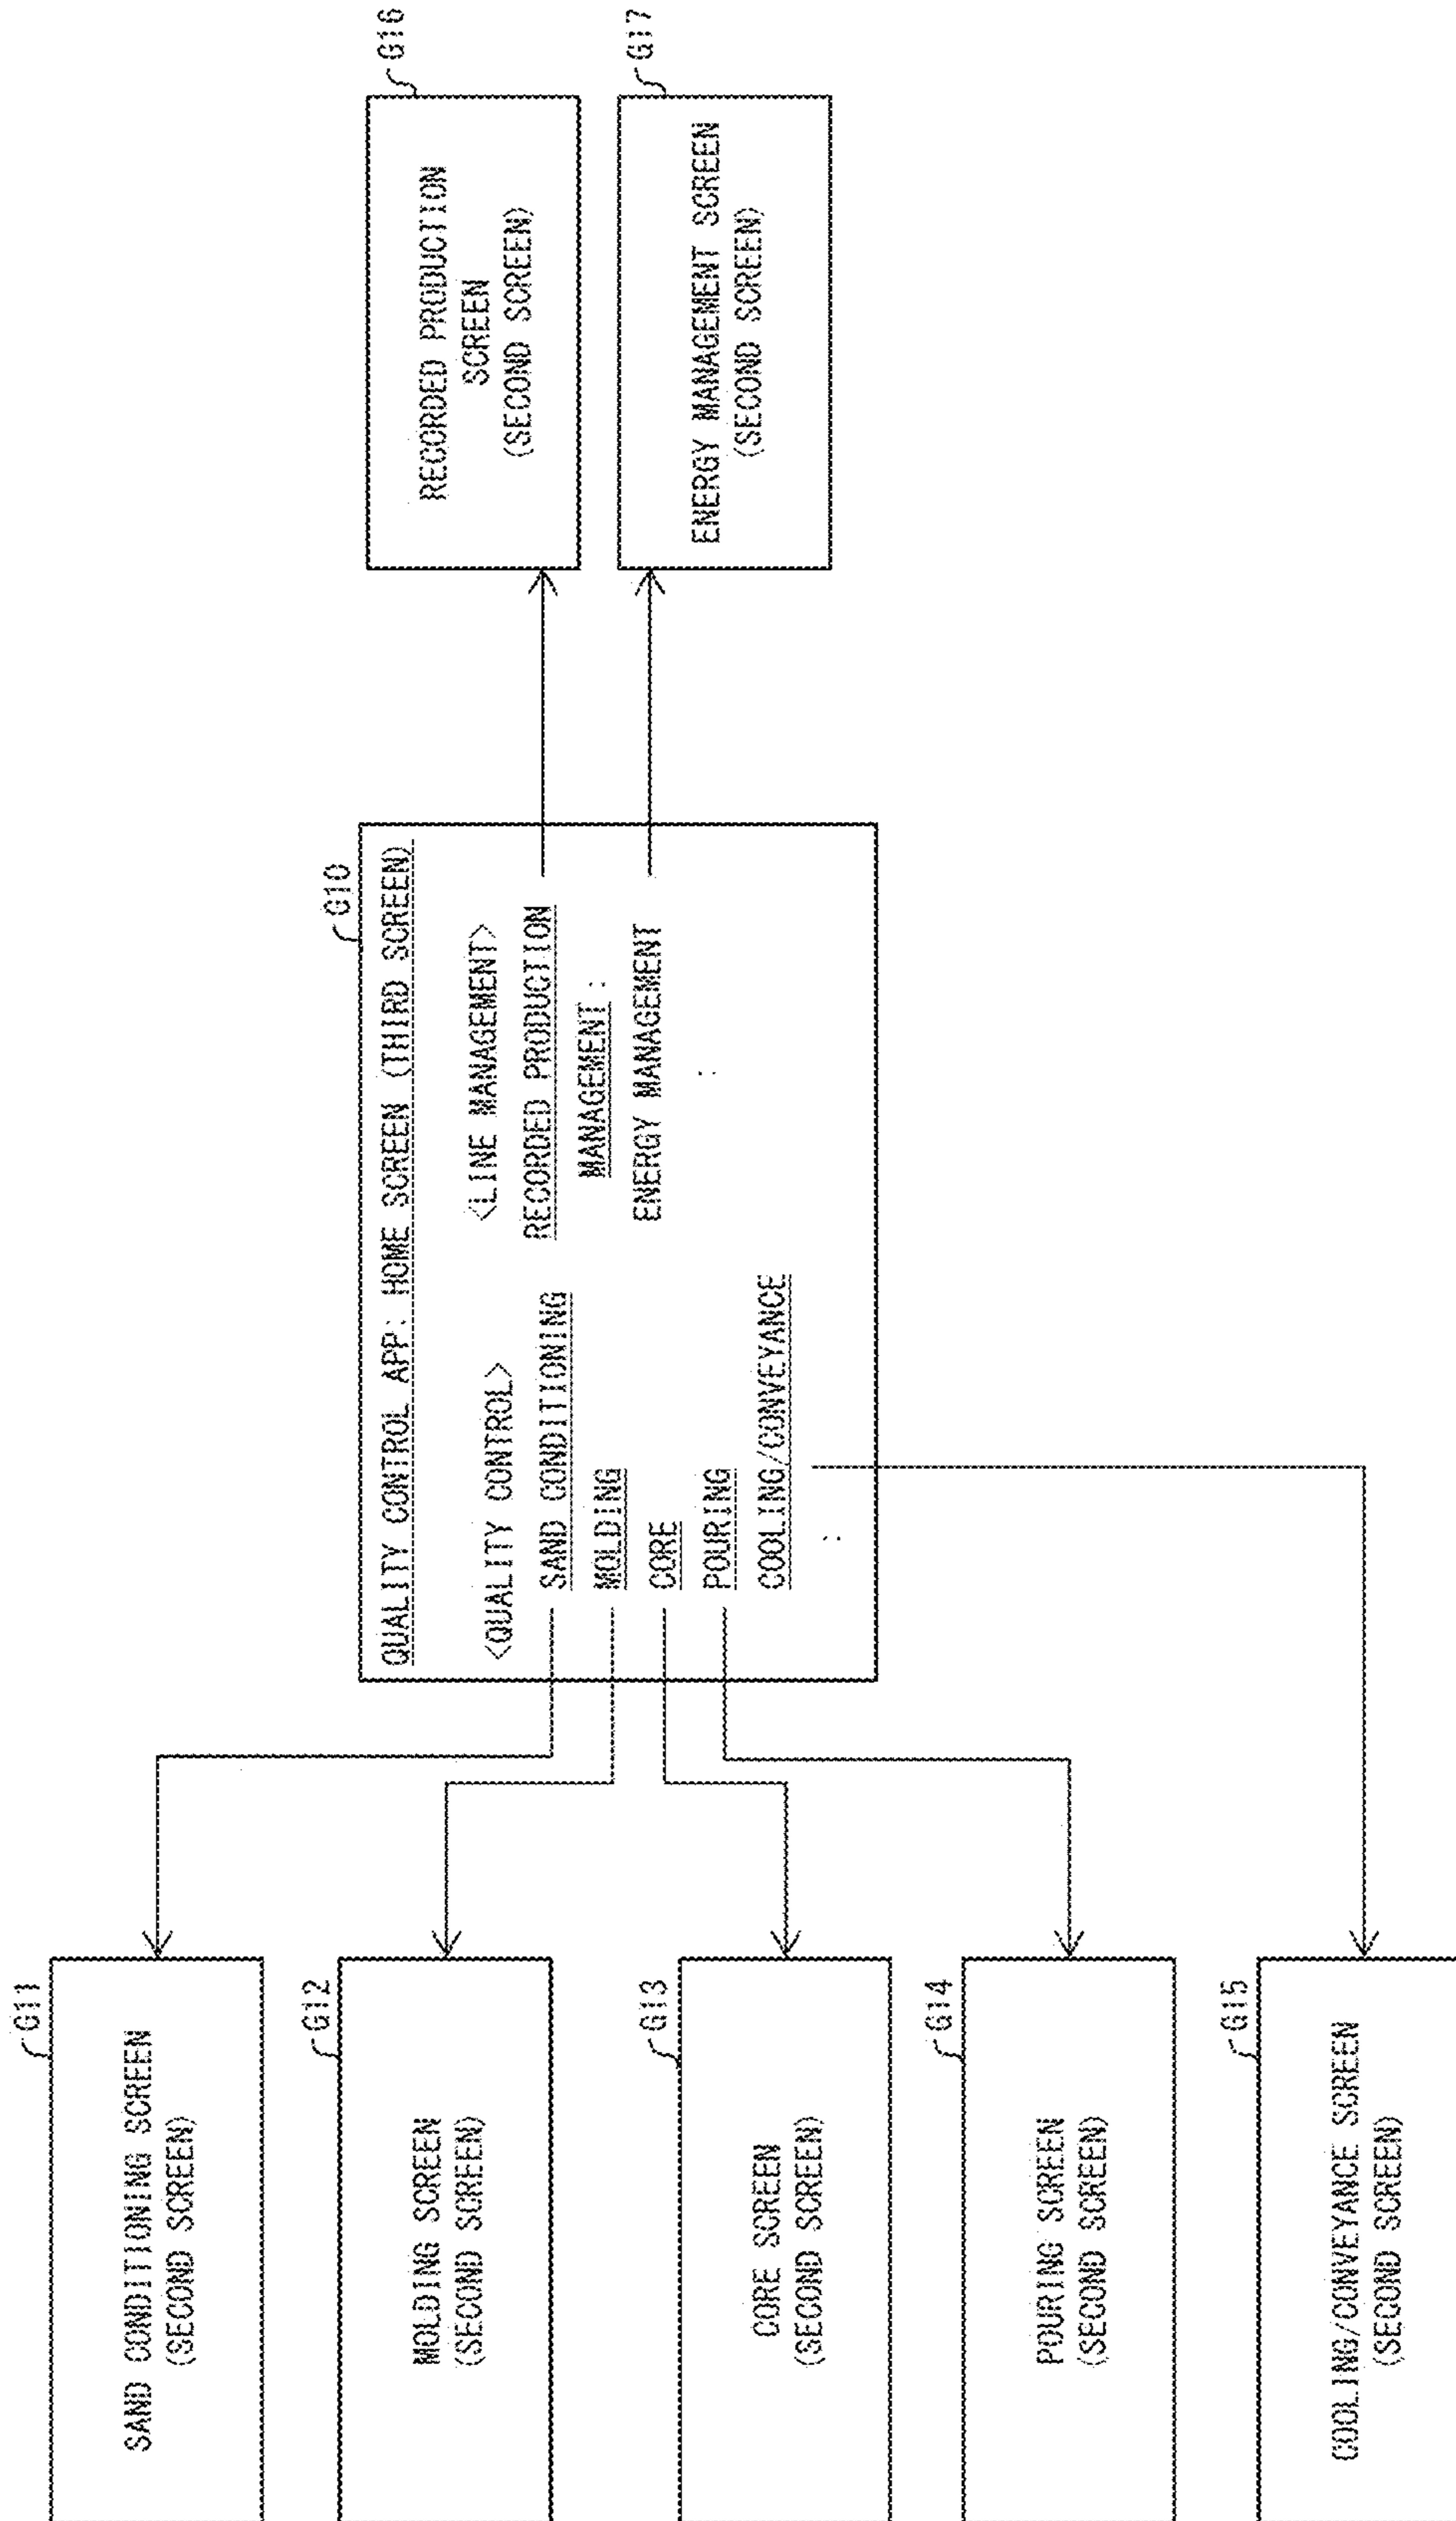 G11
SAND CONDITIONING SCREEN
(SECOND SCREEN)
G12
MOLDING SCREEN
(SECOND SCREEN)
G13
CORE SCREEN
(SECOND SCREEN)
G14
POURING SCREEN
(SECOND SCREEN)
G15
COOLING/CONVEYANCE SCREEN
(SECOND SCREEN)
G10
QUALITY CONTROL APP: HOME SCREEN (THIRD SCREEN)
<QUALITY CONTROL>
SAND CONDITIONING
MOLDING
CORE
POURING
COOLING/CONVEYANCE
:
<LINE MANAGEMENT>
RECORDED PRODUCTION
MANAGEMENT:
ENERGY MANAGEMENT
:
G16
RECORDED PRODUCTION
SCREEN
(SECOND SCREEN)
G17
ENERGY MANAGEMENT SCREEN
(SECOND SCREEN)